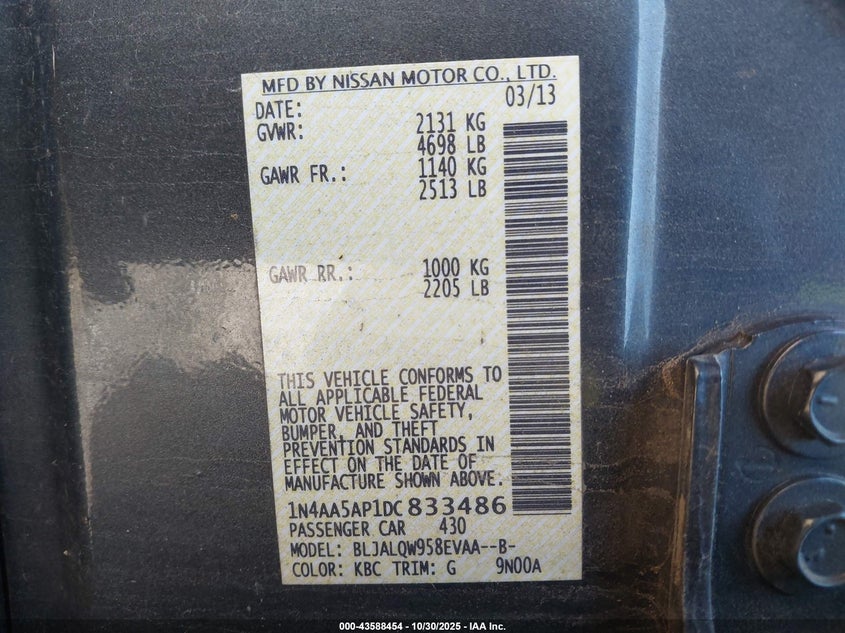 MFD BY NISSAN MOTOR CO., LTD.
DATE: 03/13
GVWR: 2131 KG
4698 LB
GAWR FR.: 1140 KG
2513 LB
GAWR RR.: 1000 KG
2205 LB
THIS VEHICLE CONFORMS TO
ALL APPLICABLE FEDERAL
MOTOR VEHICLE SAFETY,
BUMPER, AND THEFT
PREVENTION STANDARDS IN
EFFECT ON THE DATE OF
MANUFACTURE SHOWN ABOVE.
1N4AA5AP1DC833486
PASSENGER CAR 430
MODEL: BLJALQW958EVAA--B-
COLOR: KBC TRIM: G 9N00A
000-43588454 - 10/30/2025 - IAA Inc.